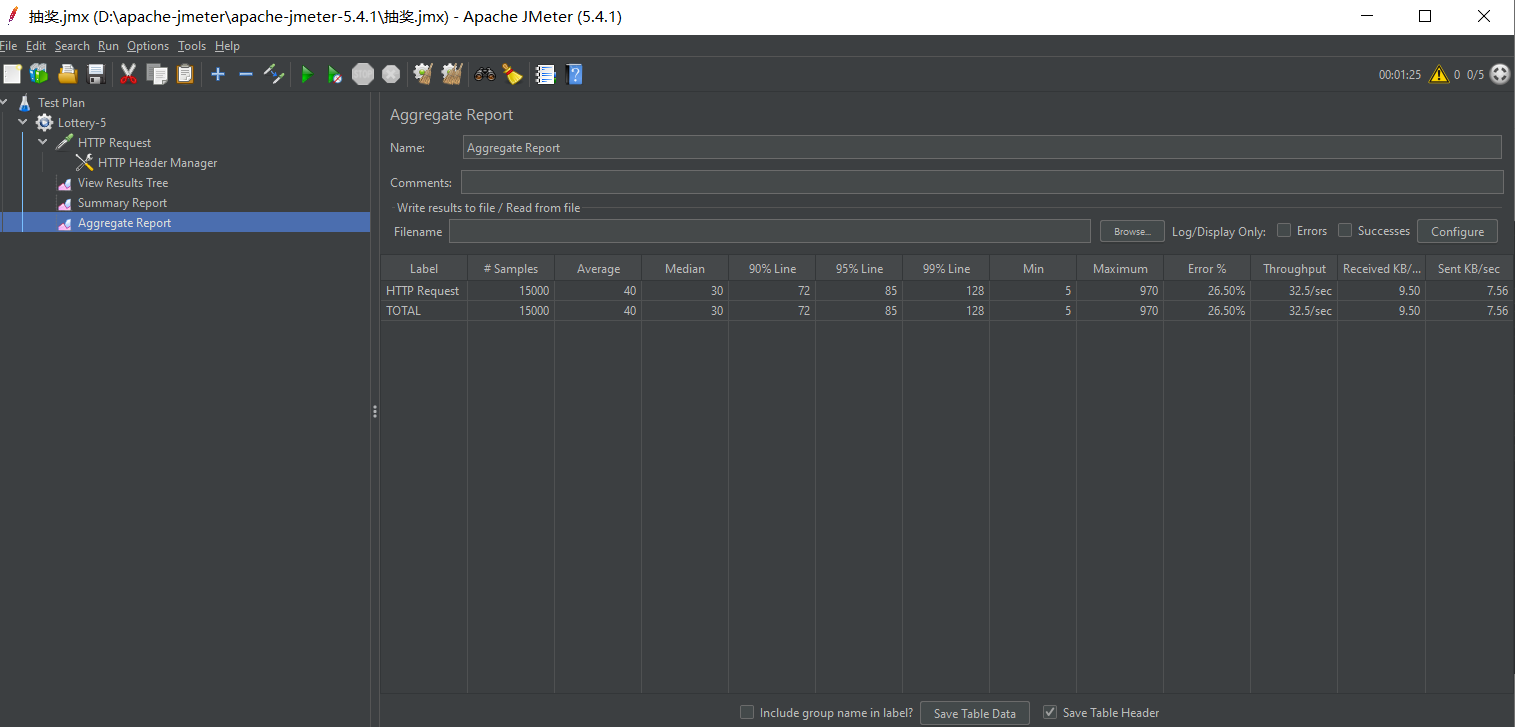 抽奖.jmx (D:\apache-jmeter\apache-jmeter-5.4.1\抽奖.jmx) - Apache JMeter (5.4.1)
File Edit Search Run Options Tools Help
STOP 00:01:25 0 0/5
Test Plan
Lottery-5
HTTP Request
HTTP Header Manager
View Results Tree
Summary Report
Aggregate Report
Aggregate Report
Name: Aggregate Report
Comments:
Write results to file / Read from file
Filename Browse... Log/Display Only: Errors Successes Configure
Label # Samples Average Median 90% Line 95% Line 99% Line Min Maximum Error % Throughput Received KB/... Sent KB/sec
HTTP Request 15000 40 30 72 85 128 5 970 26.50% 32.5/sec 9.50 7.56
TOTAL 15000 40 30 72 85 128 5 970 26.50% 32.5/sec 9.50 7.56
Include group name in label? Save Table Data Save Table Header